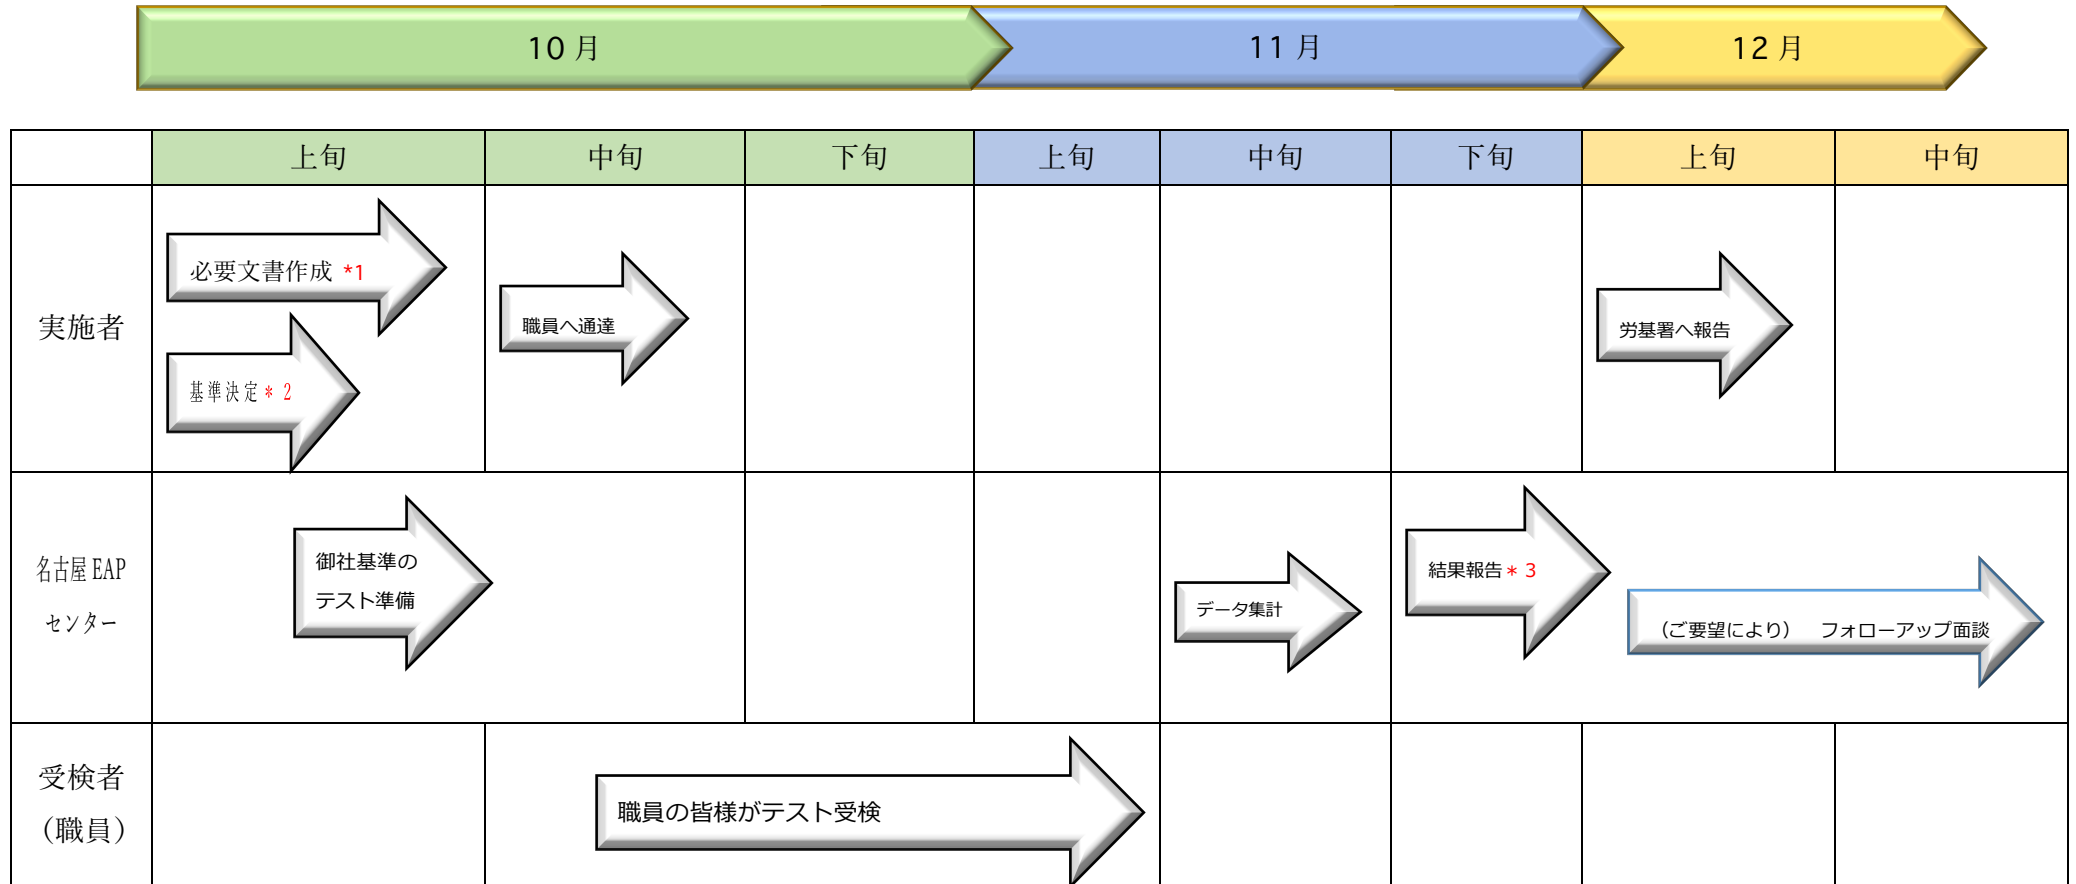 10月
11月
12月
上旬
中旬
下旬
上旬
中旬
下旬
上旬
中旬
実施者
必要文書作成 *1
基準決定＊2
職員へ通達
労基署へ報告
名古屋EAP
センター
御社基準の
テスト準備
データ集計
結果報告＊3
（ご要望により）　フォローアップ面談
受検者
（職員）
職員の皆様がテスト受検